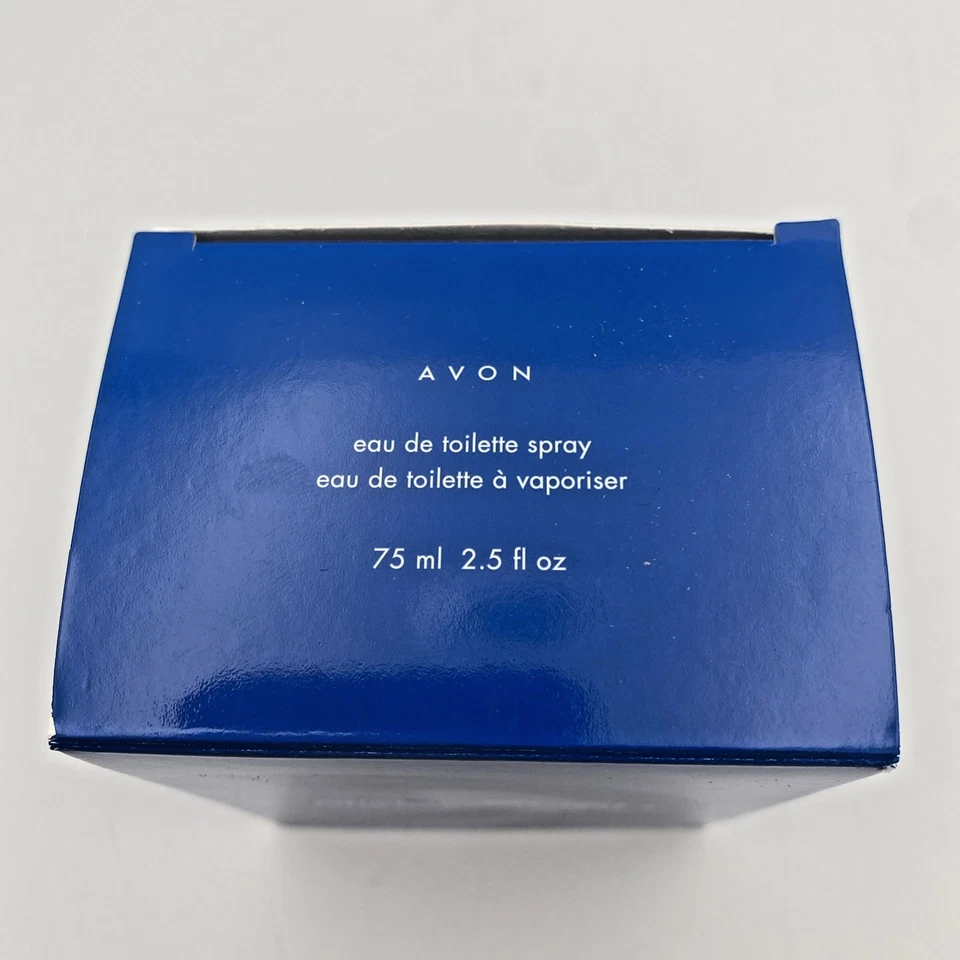 AVON
eau de toilette spray
eau de toilette à vaporiser
75 ml 2.5 fl oz